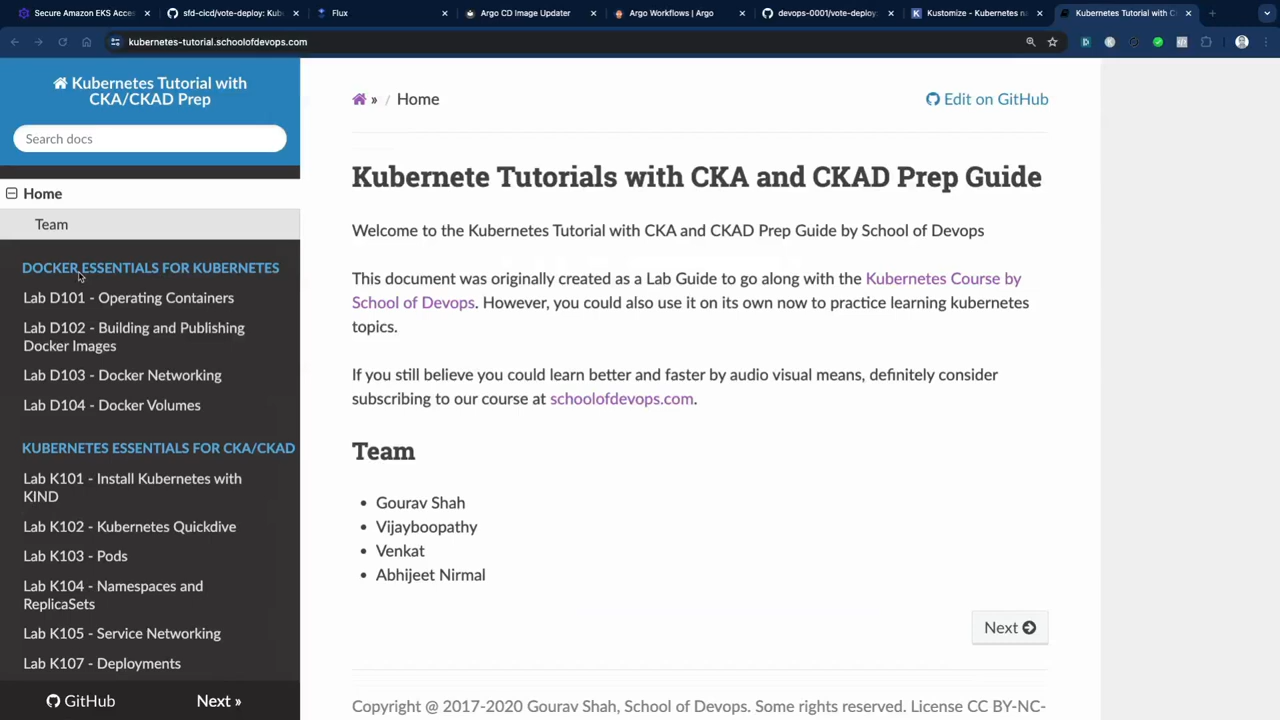 Secure Amazon EKS Acces
sfd-cicd/vote-deploy: Kube
Flux
Argo CD Image Updater
Argo Workflows | Argo
devops-0001/vote-deploy:
Kustomize - Kubernetes na
Kubernetes Tutorial with C
kubernetes-tutorial.schoolofdevops.com
Kubernetes Tutorial with
CKA/CKAD Prep
Search docs
Home
Team
DOCKER ESSENTIALS FOR KUBERNETES
Lab D101 - Operating Containers
Lab D102 - Building and Publishing
Docker Images
Lab D103 - Docker Networking
Lab D104 - Docker Volumes
KUBERNETES ESSENTIALS FOR CKA/CKAD
Lab K101 - Install Kubernetes with
KIND
Lab K102 - Kubernetes Quickdive
Lab K103 - Pods
Lab K104 - Namespaces and
ReplicaSets
Lab K105 - Service Networking
Lab K107 - Deployments
GitHub
Next »
» / Home
Edit on GitHub
Kubernete Tutorials with CKA and CKAD Prep Guide
Welcome to the Kubernetes Tutorial with CKA and CKAD Prep Guide by School of Devops
This document was originally created as a Lab Guide to go along with the Kubernetes Course by
School of Devops. However, you could also use it on its own now to practice learning kubernetes
topics.
If you still believe you could learn better and faster by audio visual means, definitely consider
subscribing to our course at schoolofdevops.com.
Team
• Gourav Shah
• Vijayboopathy
• Venkat
• Abhijeet Nirmal
Next
Copyright @ 2017-2020 Gourav Shah, School of Devops. Some rights reserved. License CC BY-NC-